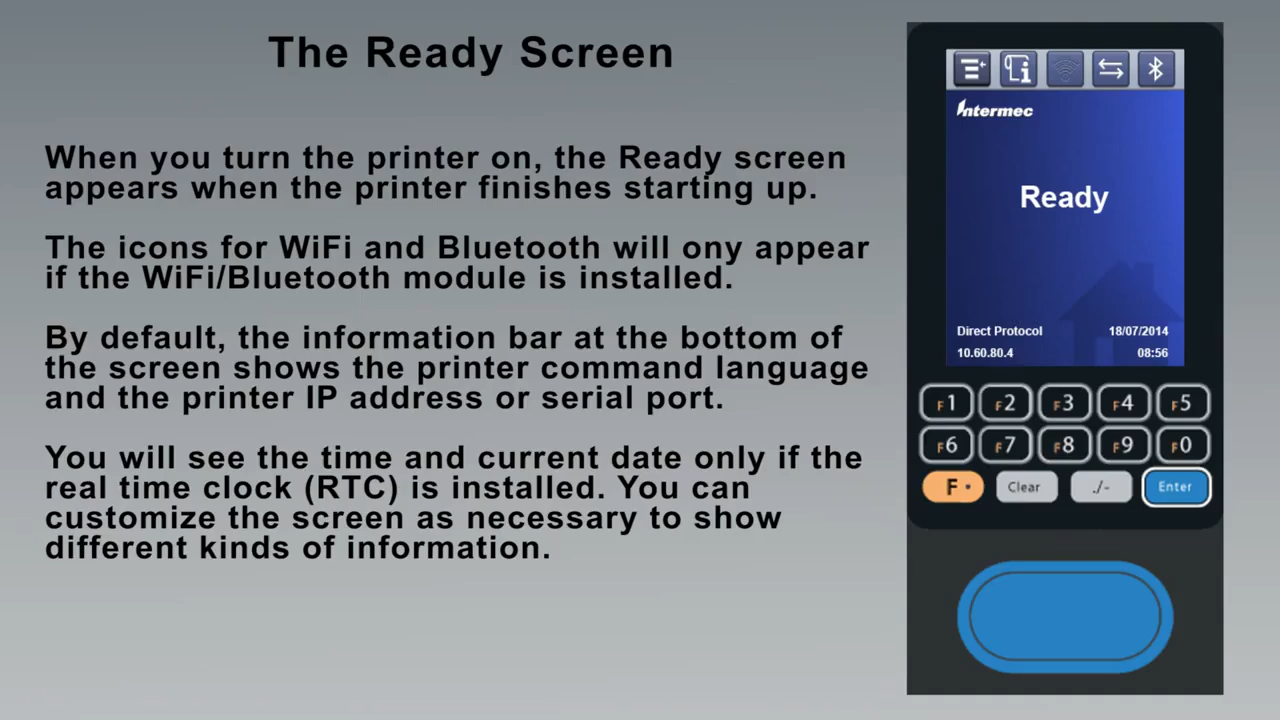 The Ready Screen
When you turn the printer on, the Ready screen
appears when the printer finishes starting up.
The icons for WiFi and Bluetooth will ony appear
if the WiFi/Bluetooth module is installed.
By default, the information bar at the bottom of
the screen shows the printer command language
and the printer IP address or serial port.
You will see the time and current date only if the
real time clock (RTC) is installed. You can
customize the screen as necessary to show
different kinds of information.
Intermec
Ready
Direct Protocol 18/07/2014
10.60.80.4 08:56
F1 F2 F3 F4 F5
F6 F7 F8 F9 F0
F • Clear ./- Enter